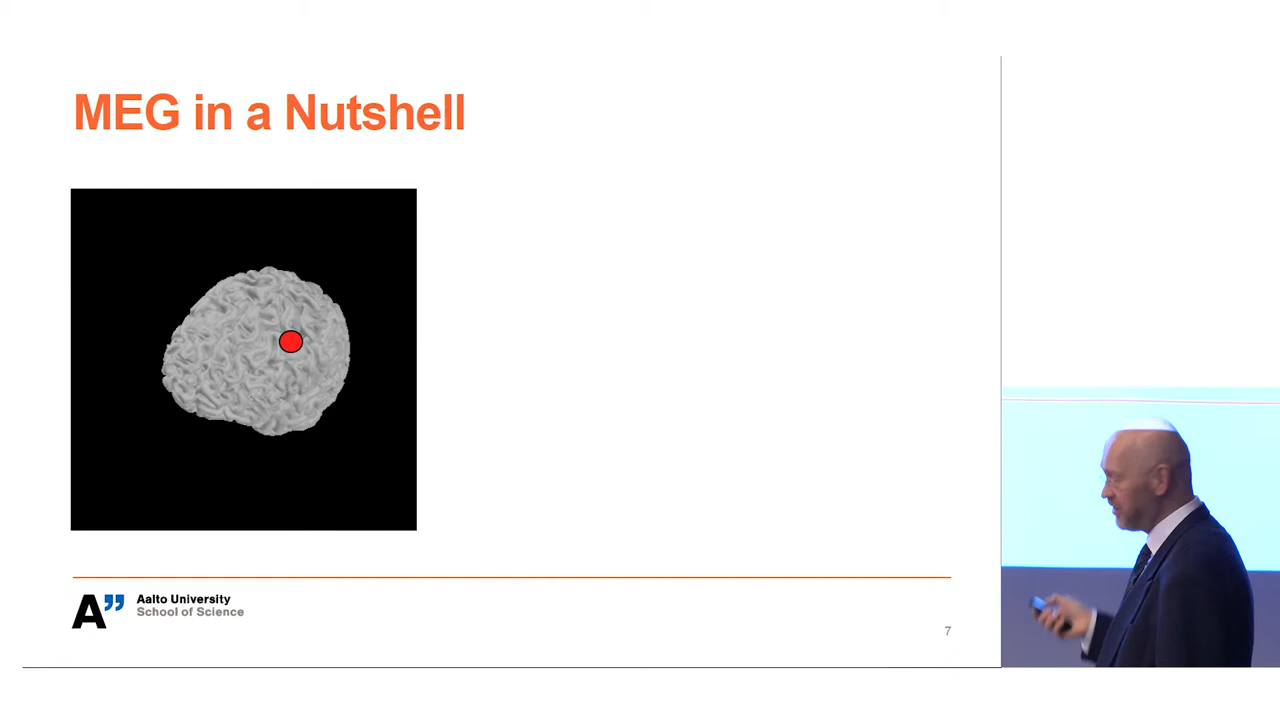 MEG in a Nutshell
A”
Aalto University
School of Science
7